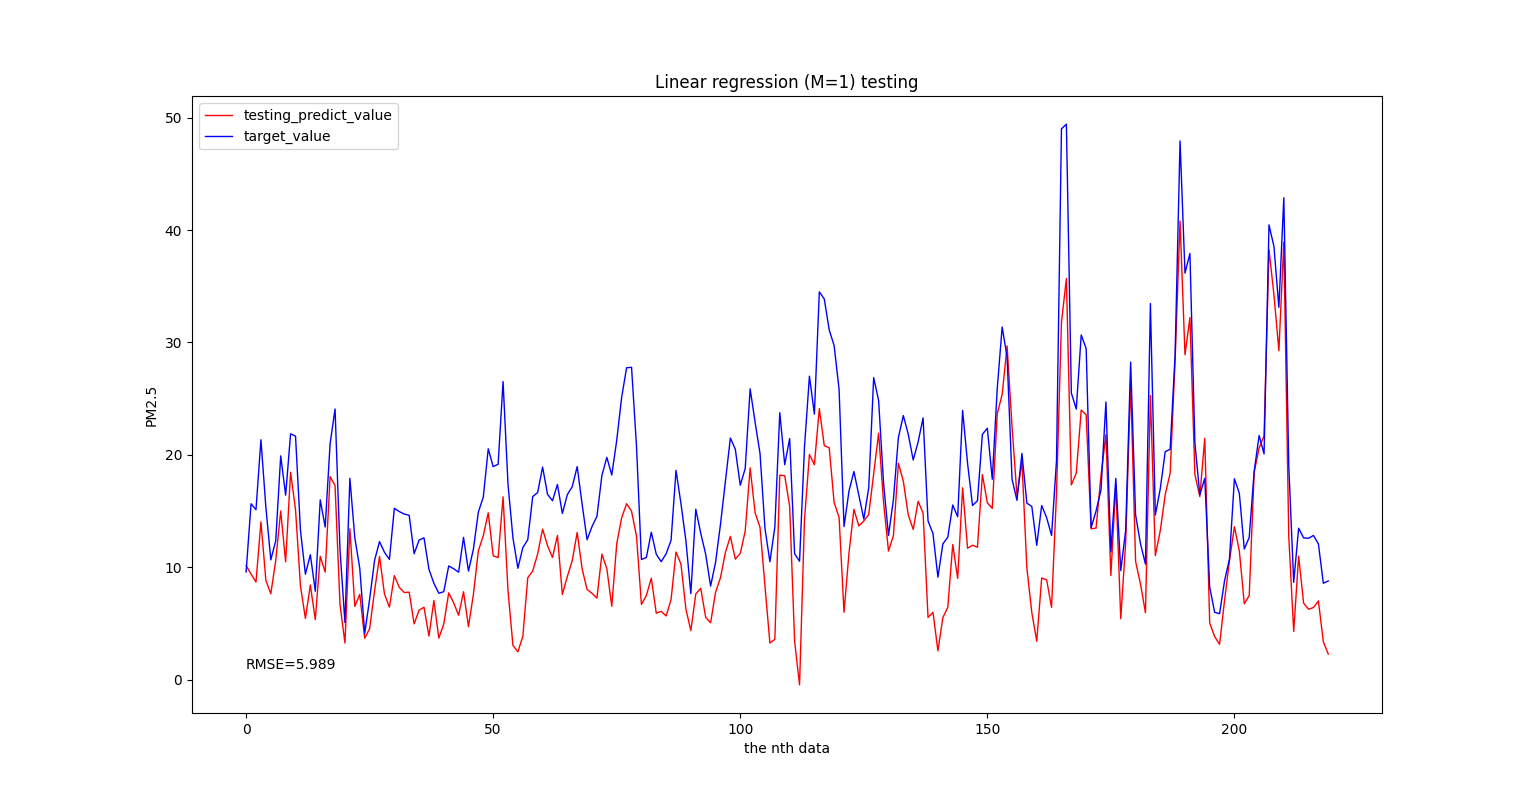 Linear regression (M=1) testing
testing_predict_value
target_value
50
40
30
20
10
0
PM2.5
RMSE=5.989
0
50
100
150
200
the nth data